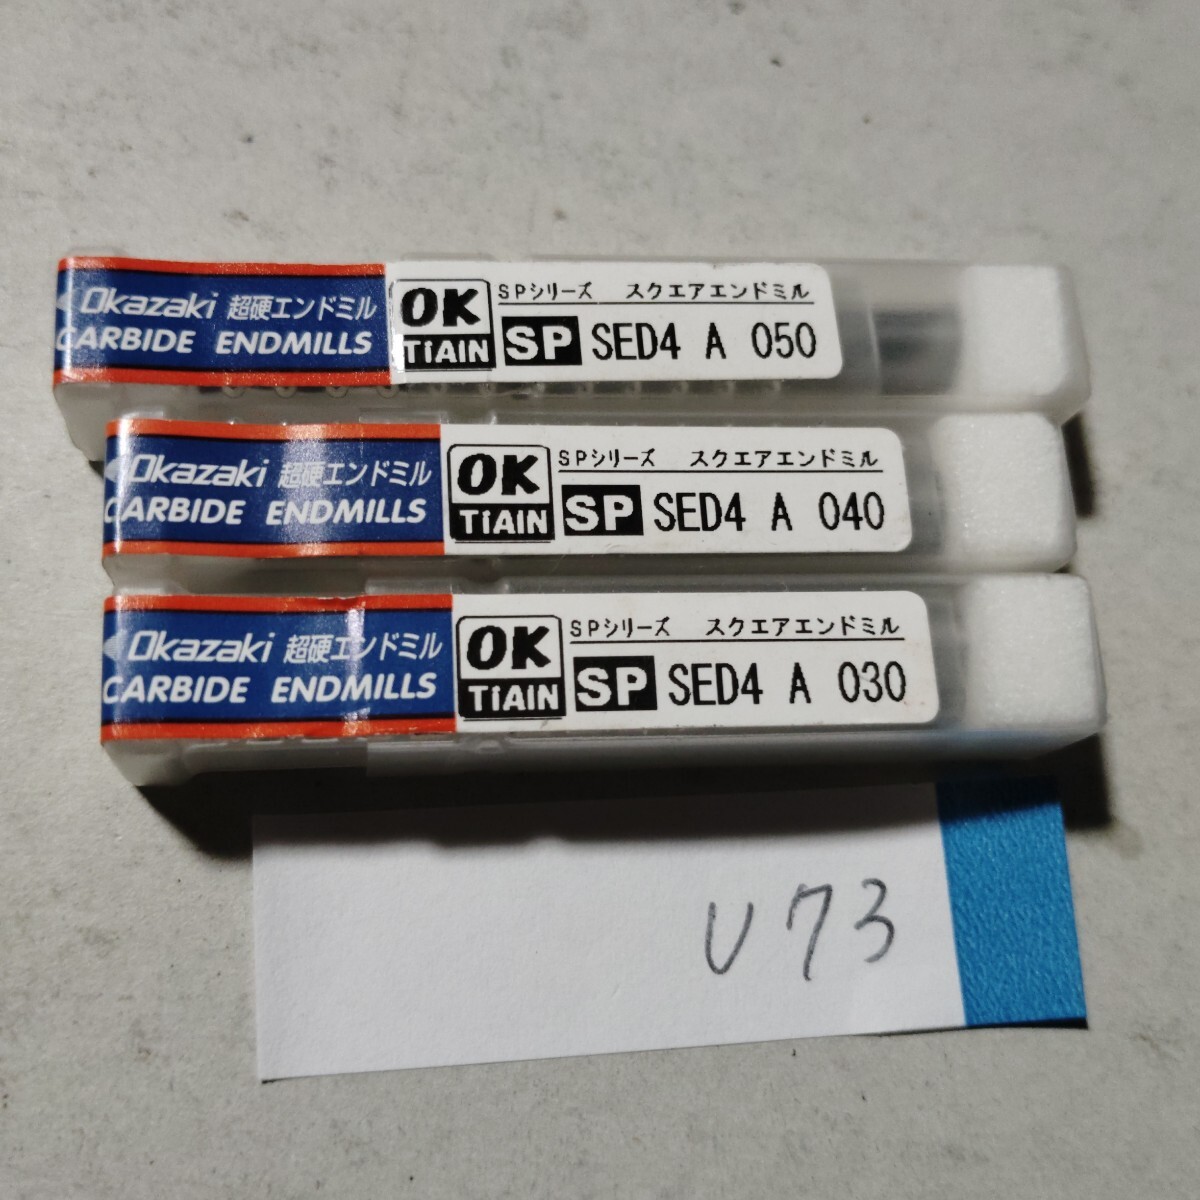 Okazaki 超硬エンドミル
CARBIDE ENDMILLS
OK
TiAlN
SPシリーズ スクエアエンドミル
SP SED4 A 050
Okazaki 超硬エンドミル
CARBIDE ENDMILLS
OK
TiAlN
SPシリーズ スクエアエンドミル
SP SED4 A 040
Okazaki 超硬エンドミル
CARBIDE ENDMILLS
OK
TiAlN
SPシリーズ スクエアエンドミル
SP SED4 A 030
U73